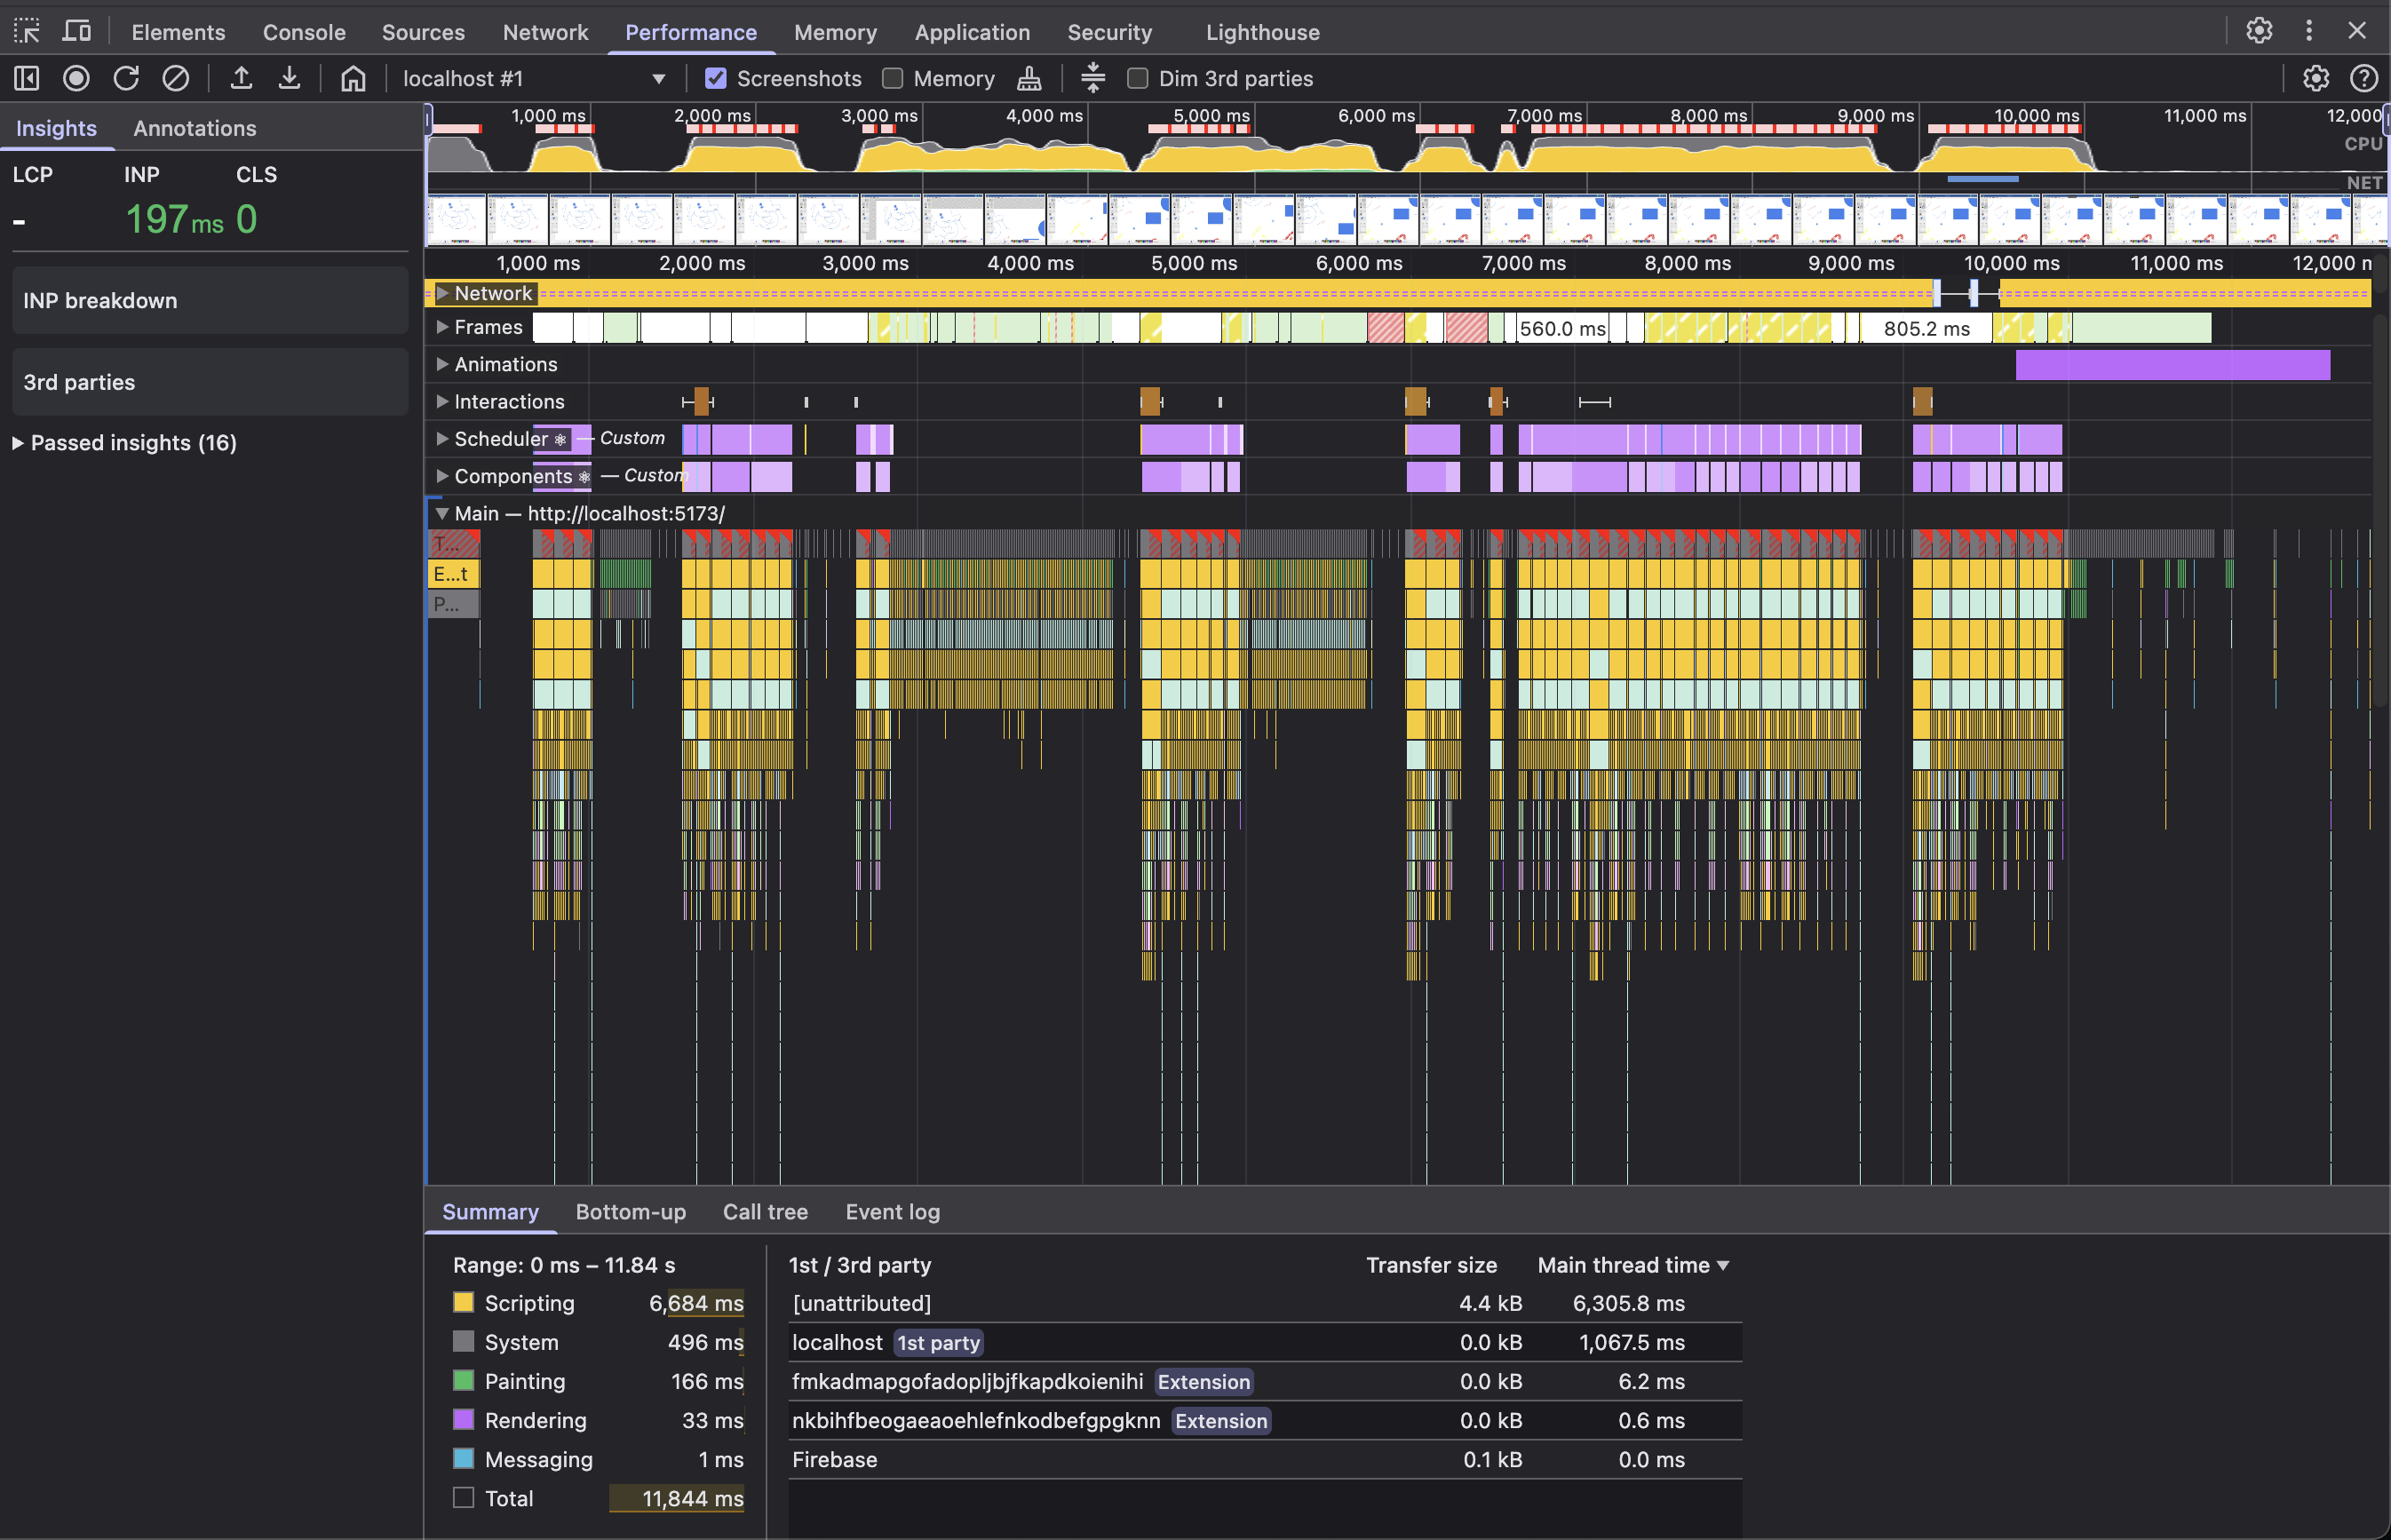 Elements Console Sources Network Performance Memory Application Security Lighthouse
localhost #1 Screenshots Memory Dim 3rd parties
Insights Annotations
LCP INP CLS
- 197 ms 0
INP breakdown
3rd parties
Passed insights (16)
1,000 ms 2,000 ms 3,000 ms 4,000 ms 5,000 ms 6,000 ms 7,000 ms 8,000 ms 9,000 ms 10,000 ms 11,000 ms 12,000
CPU
NET
1,000 ms 2,000 ms 3,000 ms 4,000 ms 5,000 ms 6,000 ms 7,000 ms 8,000 ms 9,000 ms 10,000 ms 11,000 ms 12,000 m
Network
Frames 560.0 ms 805.2 ms
Animations
Interactions
Scheduler ⚛ — Custom
Components ⚛ — Custom
Main — http://localhost:5173/
T...
E...t
P...
Summary Bottom-up Call tree Event log
Range: 0 ms – 11.84 s
Scripting 6,684 ms
System 496 ms
Painting 166 ms
Rendering 33 ms
Messaging 1 ms
Total 11,844 ms
1st / 3rd party Transfer size Main thread time
[unattributed] 4.4 kB 6,305.8 ms
localhost 1st party 0.0 kB 1,067.5 ms
fmkadmapgofadopljbjfkapdkoienihi Extension 0.0 kB 6.2 ms
nkbihfbeogaeaoehlefnkodbefgpgknn Extension 0.0 kB 0.6 ms
Firebase 0.1 kB 0.0 ms